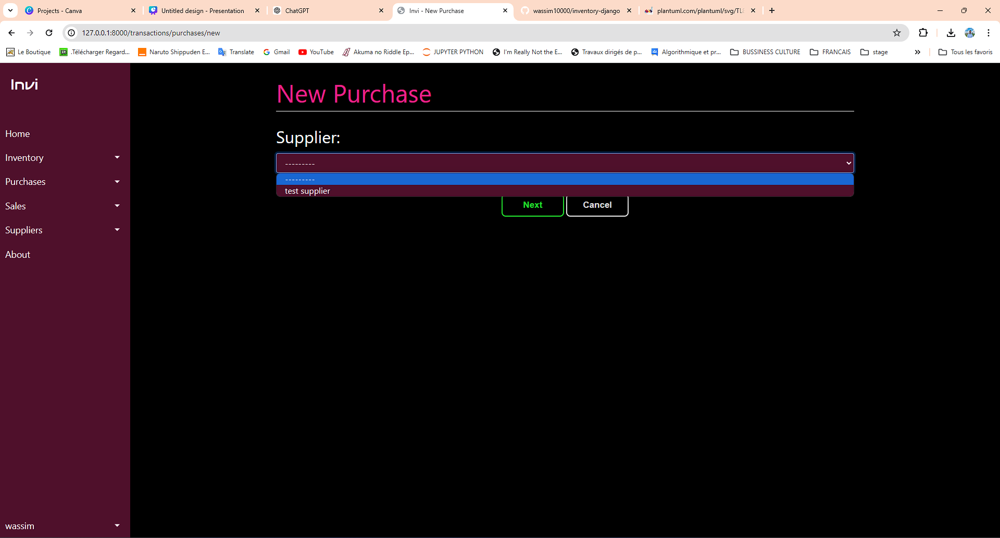 Projects - Canva
Untitled design - Presentation
ChatGPT
Invi - New Purchase
wassim10000/inventory-django
plantuml.com/plantuml/svg/TL
127.0.0.1:8000/transactions/purchases/new
Le Boutique
.Télécharger Regard...
Naruto Shippuden E...
Translate
Gmail
YouTube
Akuma no Riddle Ep...
JUPYTER PYTHON
I'm Really Not the E...
Travaux dirigés de p...
Algorithmique et pr...
BUSSINESS CULTURE
FRANCAIS
stage
Tous les favoris
Invi
Home
Inventory
Purchases
Sales
Suppliers
About
wassim
New Purchase
Supplier:
---------
---------
test supplier
Next
Cancel